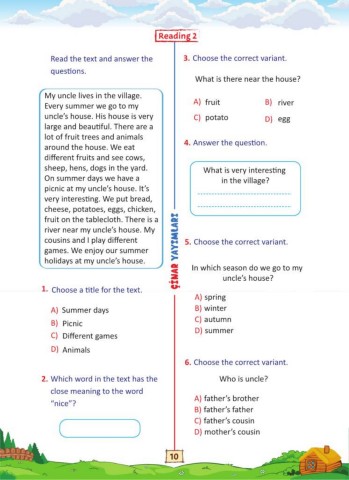 Reading 2
Read the text and answer the
questions.
My uncle lives in the village.
Every summer we go to my
uncle's house. His house is very
large and beautiful. There are a
lot of fruit trees and animals
around the house. We eat
different fruits and see cows,
sheep, hens, dogs in the yard.
On summer days we have a
picnic at my uncle's house. It's
very interesting. We put bread,
cheese, potatoes, eggs, chicken,
fruit on the tablecloth. There is a
river near my uncle's house. My
cousins and I play different
games. We enjoy our summer
holidays at my uncle's house.
1. Choose a title for the text.
A) Summer days
B) Picnic
C) Different games
D) Animals
2. Which word in the text has the
close meaning to the word
"nice"?
ÇİNAR YAYIMLARI
3. Choose the correct variant.
What is there near the house?
A) fruit B) river
C) potato D) egg
4. Answer the question.
What is very interesting
in the village?
5. Choose the correct variant.
In which season do we go to my
uncle's house?
A) spring
B) winter
C) autumn
D) summer
6. Choose the correct variant.
Who is uncle?
A) father's brother
B) father's father
C) father's cousin
D) mother's cousin
10